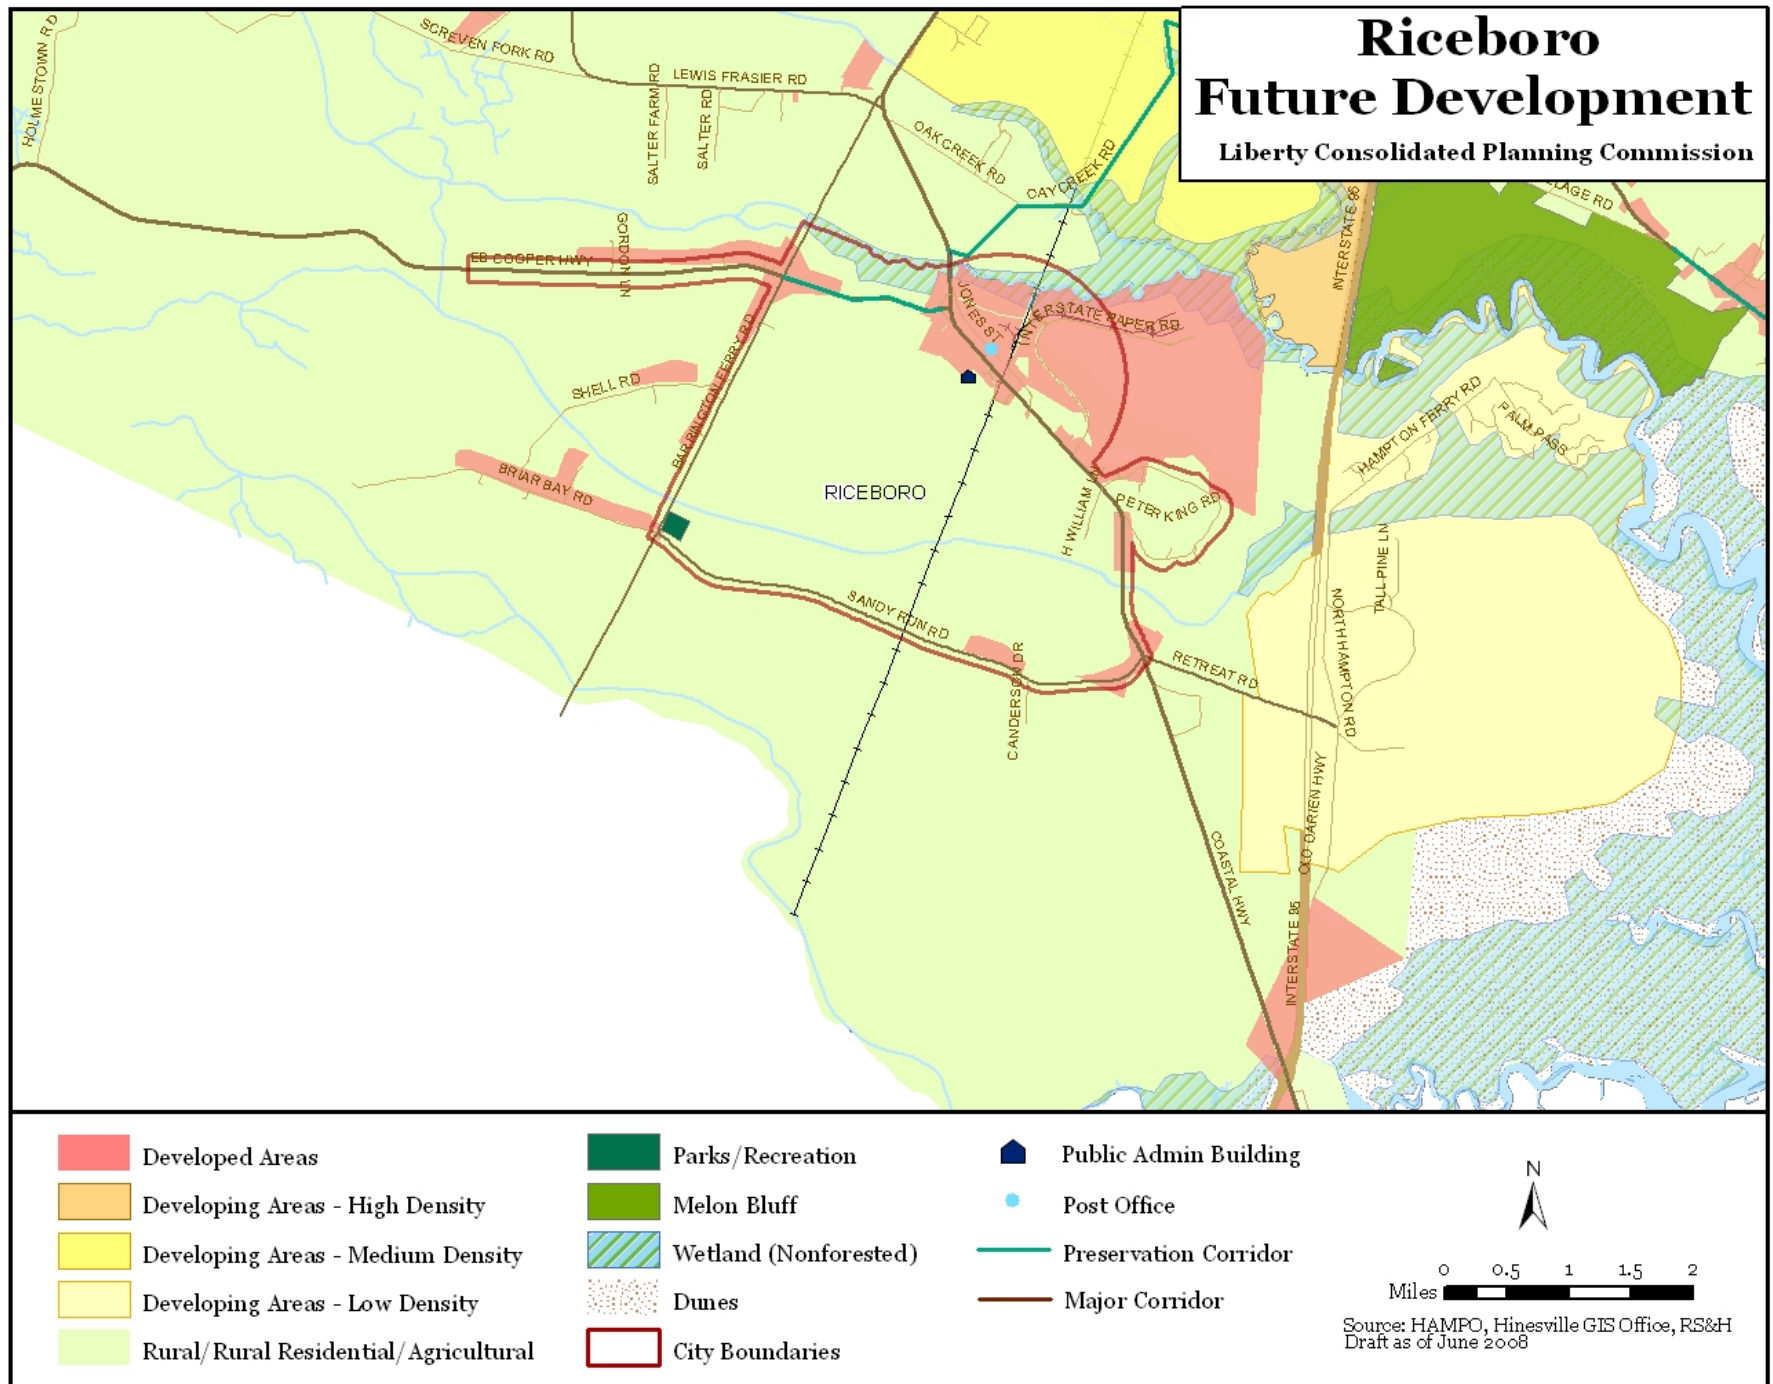 Riceboro
Future Development
Liberty Consolidated Planning Commission
HOLMESTOWN RD
SCREVEN FORK RD
LEWIS FRASIER RD
SALTER FARM RD
SALTER RD
OAK CREEK RD
CAY CREEK RD
INTERSTATE 95
RD
GORDON LN
EB COOPER HWY
JONES ST
INTERSTATE PAPER RD
BARRINGTON FERRY RD
SHELL RD
HAMPTON FERRY RD
PALM PASS
BRIAR BAY RD
RICEBORO
H WILLIAM LN
PETER KING RD
TALL PINE LN
SANDY RUN RD
CANDERSON DR
RETREAT RD
NORTH HAMPTON RD
OLD DARIEN HWY
COASTAL HWY
INTERSTATE 95
Developed Areas
Developing Areas - High Density
Developing Areas - Medium Density
Developing Areas - Low Density
Rural/Rural Residential/Agricultural
Parks/Recreation
Melon Bluff
Wetland (Nonforested)
Dunes
City Boundaries
Public Admin Building
Post Office
Preservation Corridor
Major Corridor
N
0 0.5 1 1.5 2
Miles
Source: HAMPO, Hinesville GIS Office, RS&H
Draft as of June 2008